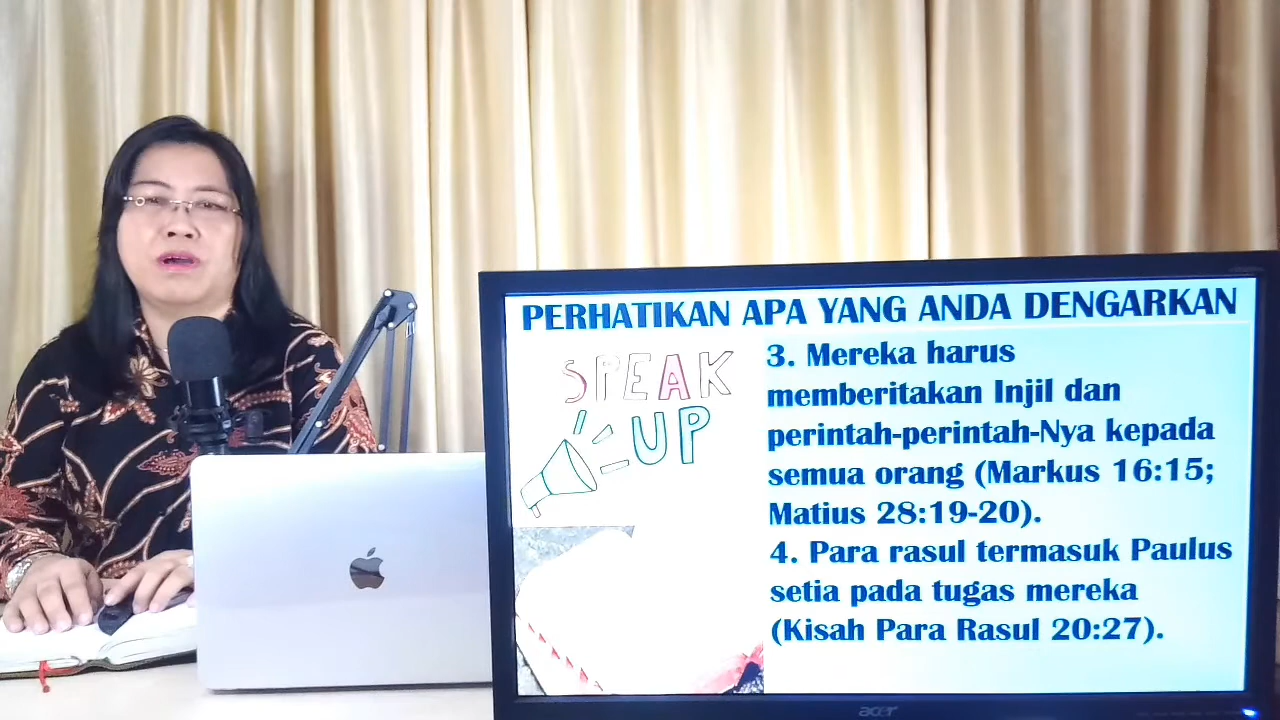 PERHATIKAN APA YANG ANDA DENGARKAN
SPEAK
UP
3. Mereka harus
memberitakan Injil dan
perintah-perintah-Nya kepada
semua orang (Markus 16:15;
Matius 28:19-20).
4. Para rasul termasuk Paulus
setia pada tugas mereka
(Kisah Para Rasul 20:27).
acer